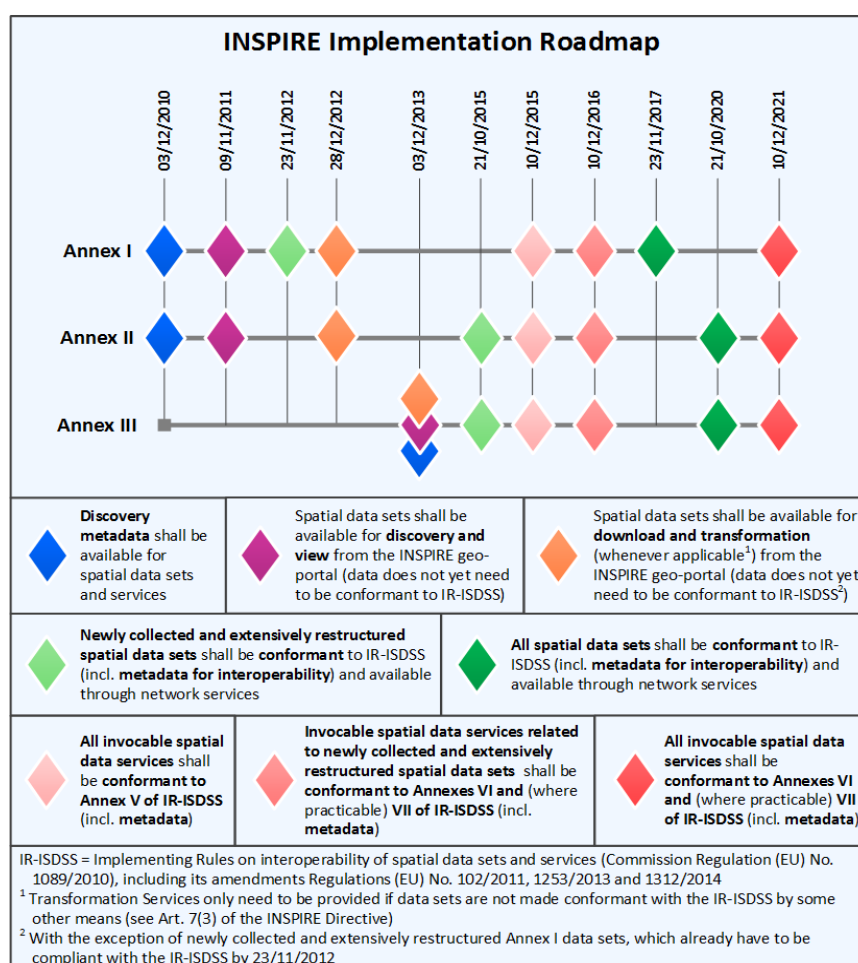 INSPIRE Implementation Roadmap
03/12/2010
09/11/2011
23/11/2012
28/12/2012
03/12/2013
21/10/2015
10/12/2015
10/12/2016
23/11/2017
21/10/2020
10/12/2021
Annex I
Annex II
Annex III
Discovery
metadata shall be
available for
spatial data sets
and services
Spatial data sets shall be
available for discovery and
view from the INSPIRE geo-
portal (data does not yet need
to be conformant to IR-ISDSS)
Spatial data sets shall be available for
download and transformation
(whenever applicable¹) from the
INSPIRE geo-portal (data does not yet
need to be conformant to IR-ISDSS²)
Newly collected and extensively restructured
spatial data sets shall be conformant to IR-ISDSS
(incl. metadata for interoperability) and available
through network services
All spatial data sets shall be conformant to IR-
ISDSS (incl. metadata for interoperability) and
available through network services
All invocable spatial
data services shall
be conformant to
Annex V of IR-ISDSS
(incl. metadata)
Invocable spatial data services related
to newly collected and extensively
restructured spatial data sets shall be
conformant to Annexes VI and (where
practicable) VII of IR-ISDSS (incl.
metadata)
All invocable spatial data
services shall be
conformant to Annexes VI
and (where practicable) VII
of IR-ISDSS (incl. metadata)
IR-ISDSS = Implementing Rules on interoperability of spatial data sets and services (Commission Regulation (EU) No.
1089/2010), including its amendments Regulations (EU) No. 102/2011, 1253/2013 and 1312/2014
¹ Transformation Services only need to be provided if data sets are not made conformant with the IR-ISDSS by some
other means (see Art. 7(3) of the INSPIRE Directive)
² With the exception of newly collected and extensively restructured Annex I data sets, which already have to be
compliant with the IR-ISDSS by 23/11/2012